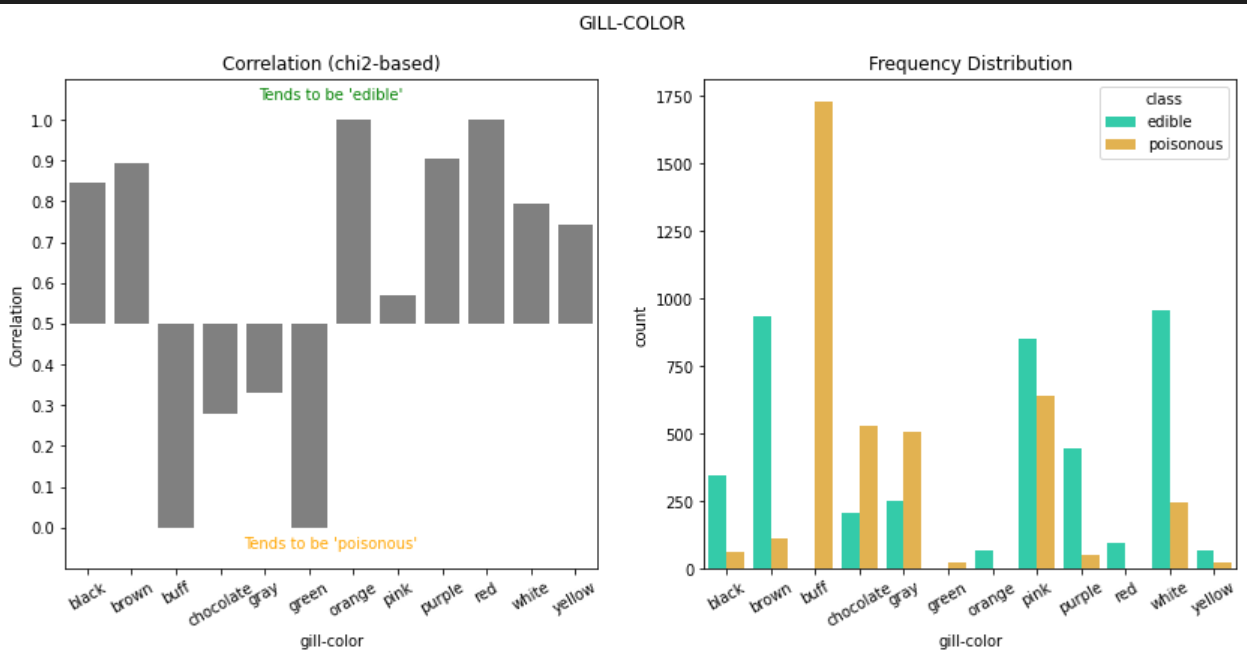 GILL-COLOR
Correlation (chi2-based)
Tends to be 'edible'
1.0
0.9
0.8
0.7
0.6
0.5
0.4
0.3
0.2
0.1
0.0
Correlation
Tends to be 'poisonous'
black
brown
buff
chocolate
gray
green
orange
pink
purple
red
white
yellow
gill-color
Frequency Distribution
class
edible
poisonous
1750
1500
1250
1000
750
500
250
0
count
black
brown
buff
chocolate
gray
green
orange
pink
purple
red
white
yellow
gill-color